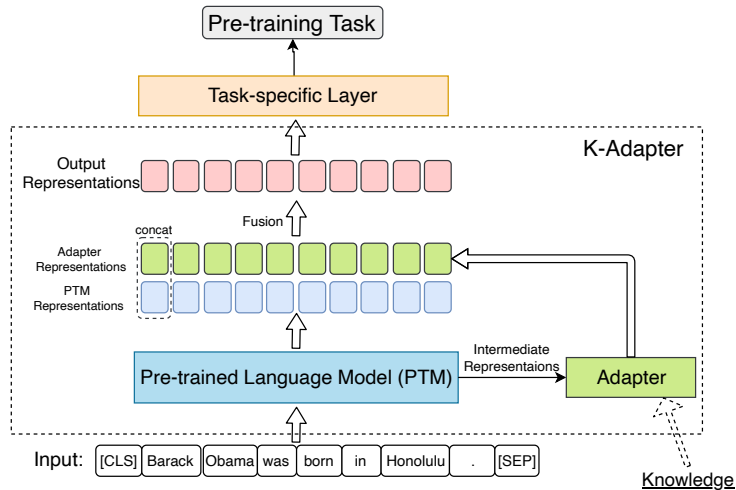 Pre-training Task
Task-specific Layer
K-Adapter
Output
Representations
Fusion
concat
Adapter
Representations
PTM
Representations
Pre-trained Language Model (PTM)
Intermediate
Representaions
Adapter
Input: [CLS] Barack Obama was born in Honolulu . [SEP]
Knowledge